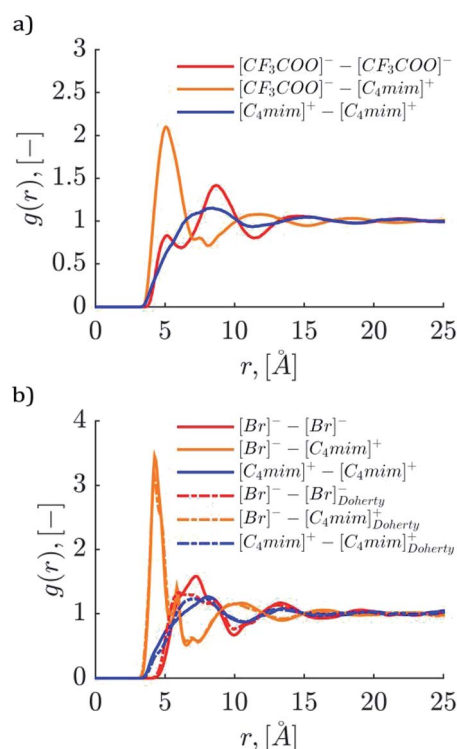 a)
3
2.5
2
1.5
1
0.5
0
g(r), [−]
[CF₃COO]⁻ − [CF₃COO]⁻
[CF₃COO]⁻ − [C₄mim]⁺
[C₄mim]⁺ − [C₄mim]⁺
0 5 10 15 20 25
r, [Å]
b)
4
3
2
1
0
g(r), [−]
[Br]⁻ − [Br]⁻
[Br]⁻ − [C₄mim]⁺
[C₄mim]⁺ − [C₄mim]⁺
[Br]⁻ − [Br]⁻Doherty
[Br]⁻ − [C₄mim]⁺Doherty
[C₄mim]⁺ − [C₄mim]⁺Doherty
0 5 10 15 20 25
r, [Å]